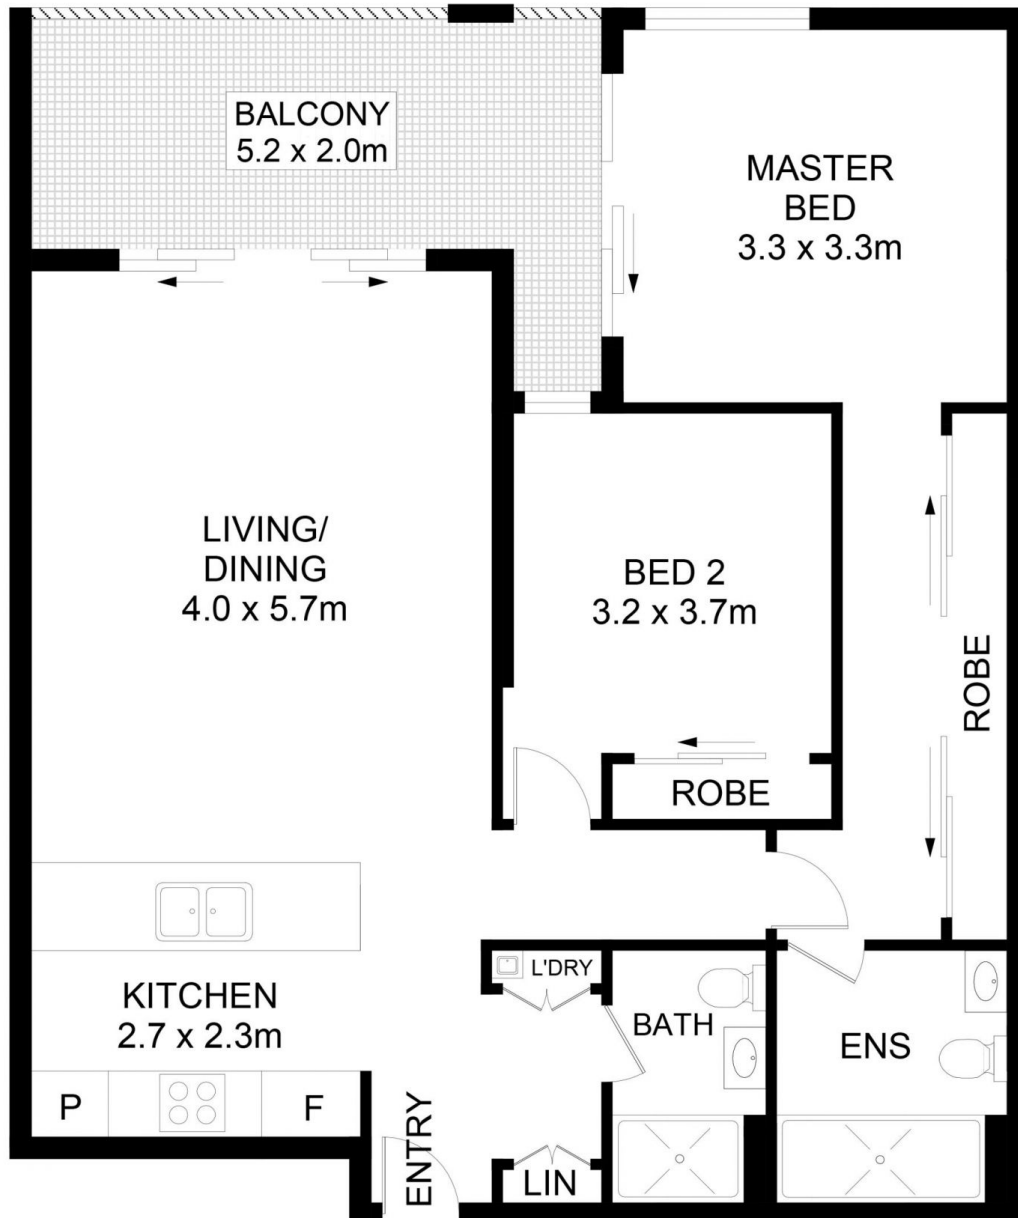 BALCONY
5.2 x 2.0m
MASTER
BED
3.3 x 3.3m
LIVING/
DINING
4.0 x 5.7m
BED 2
3.2 x 3.7m
ROBE
ROBE
KITCHEN
2.7 x 2.3m
L'DRY
BATH
ENS
P
F
ENTRY
LIN